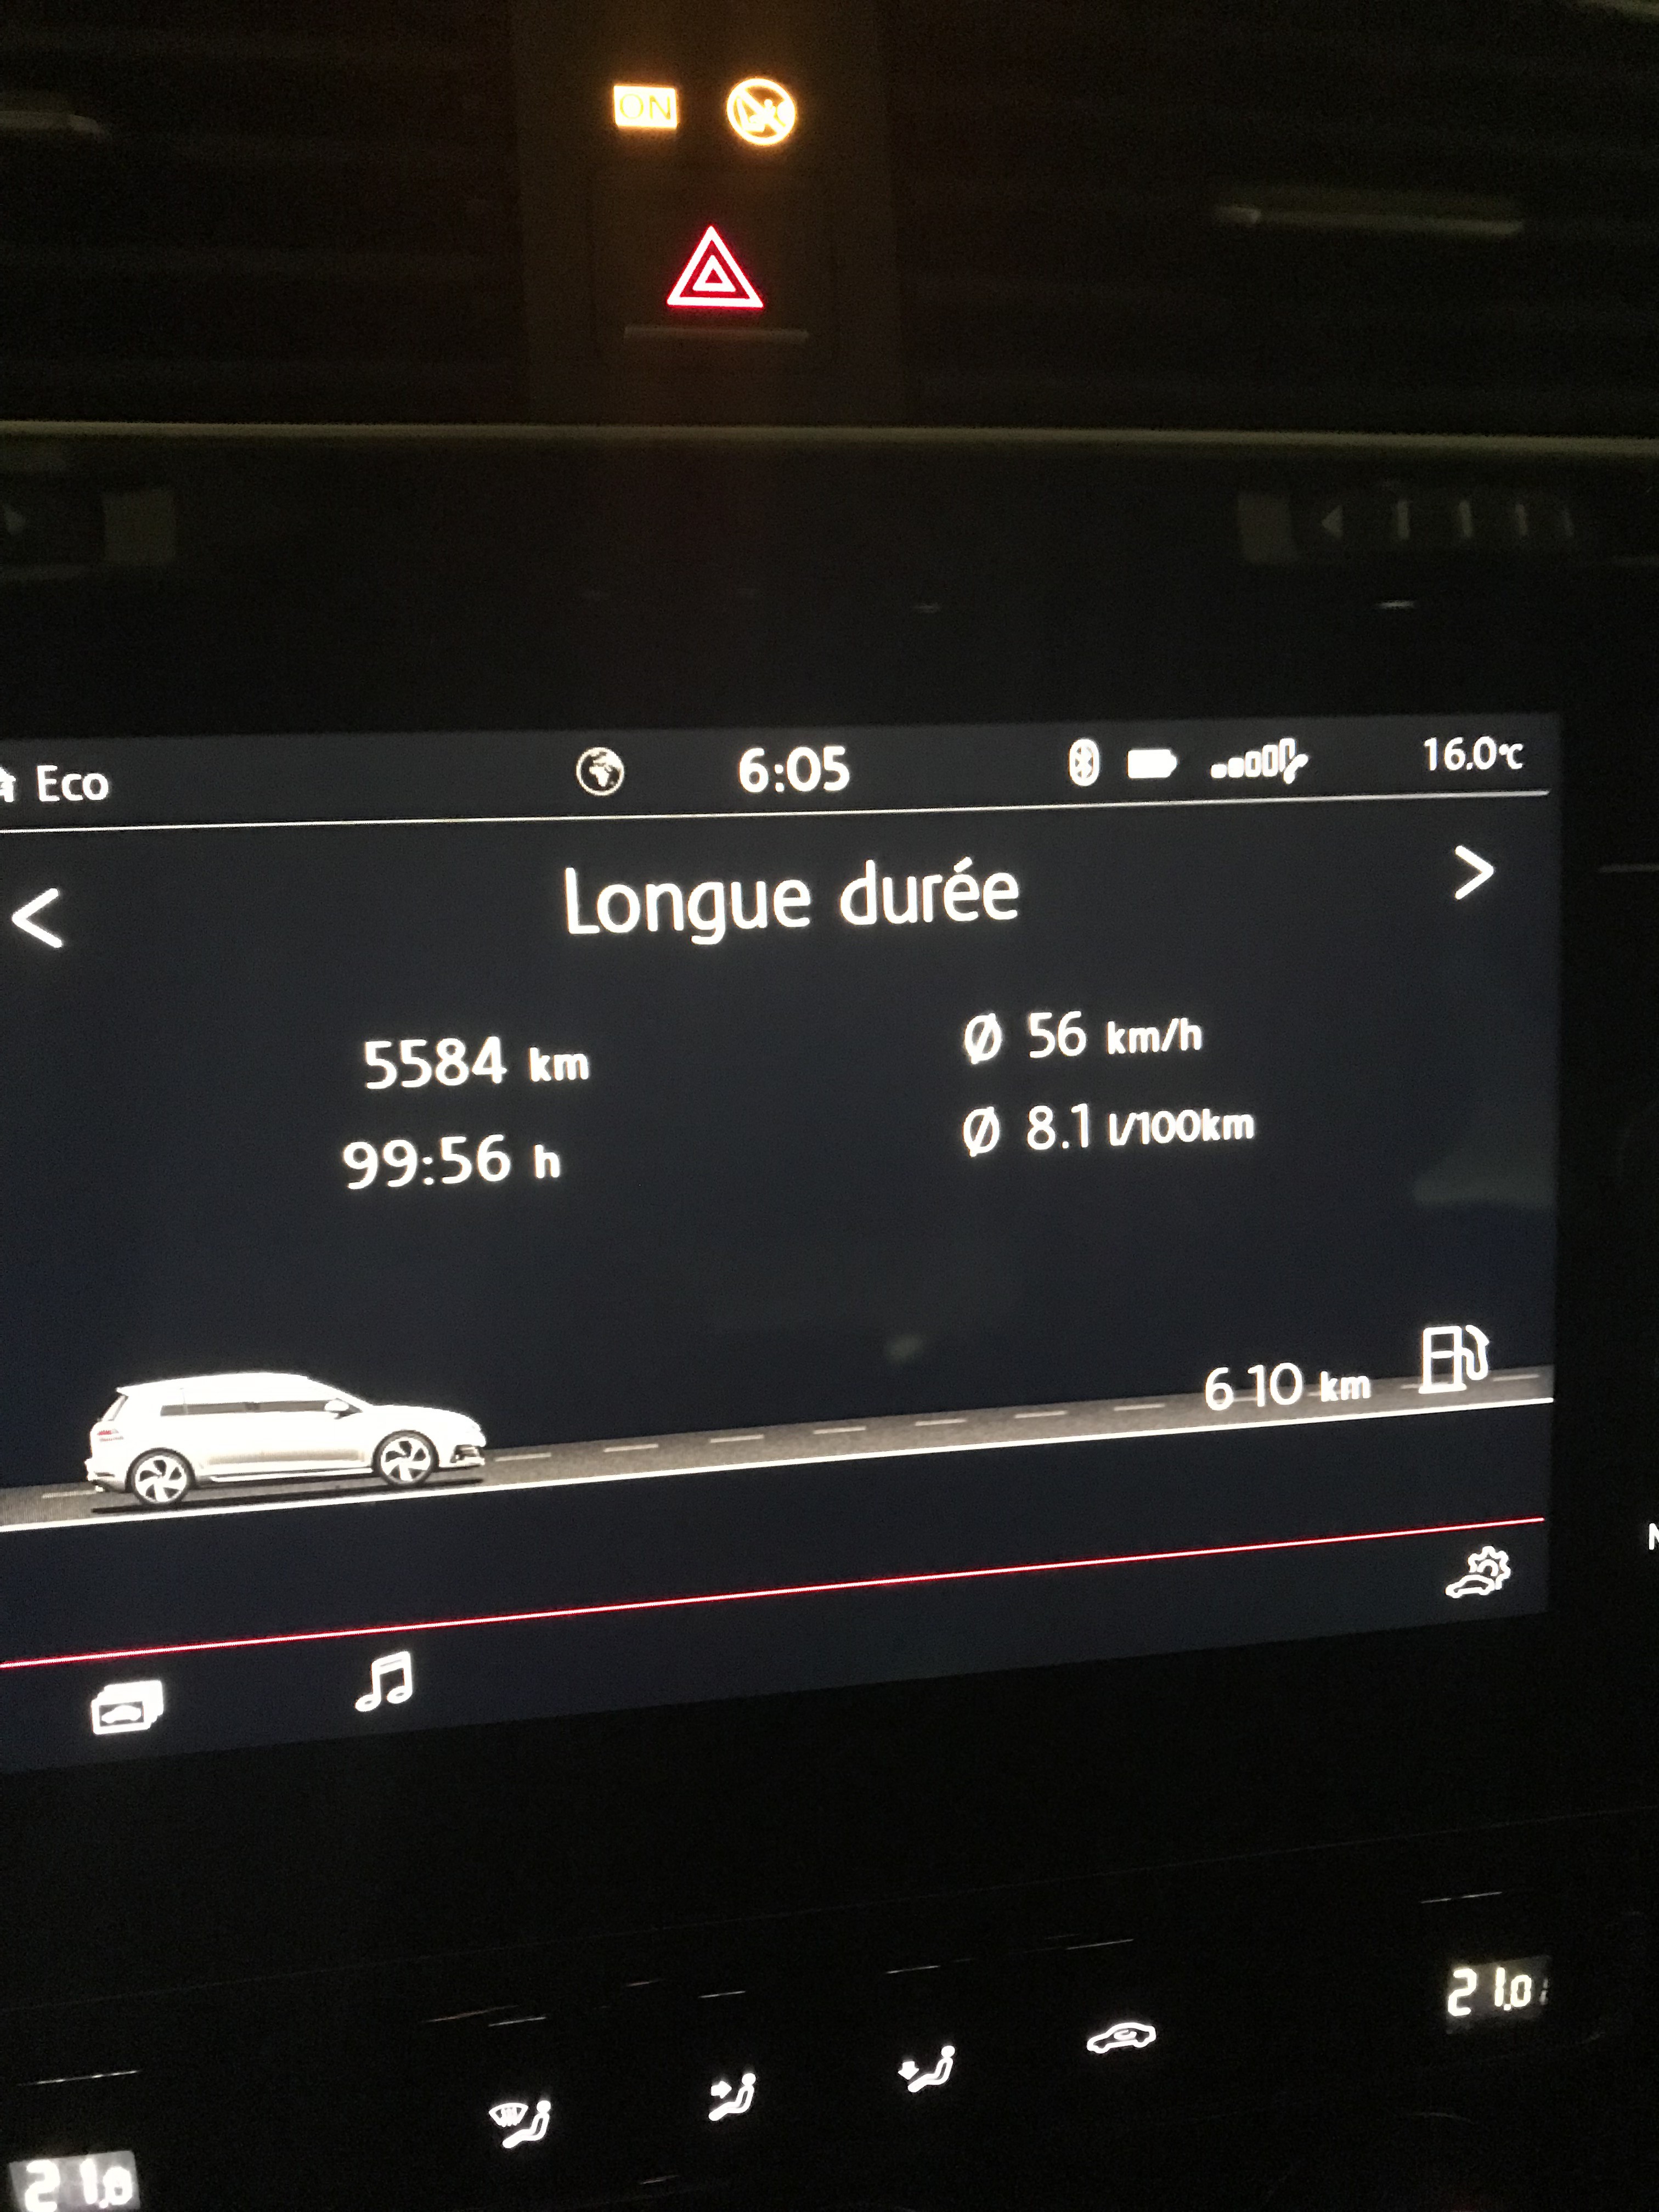 ON
Eco 6:05 16.0°C
Longue durée
5584 km Ø 56 km/h
99:56 h Ø 8.1 l/100km
610 km
21.0
21.0